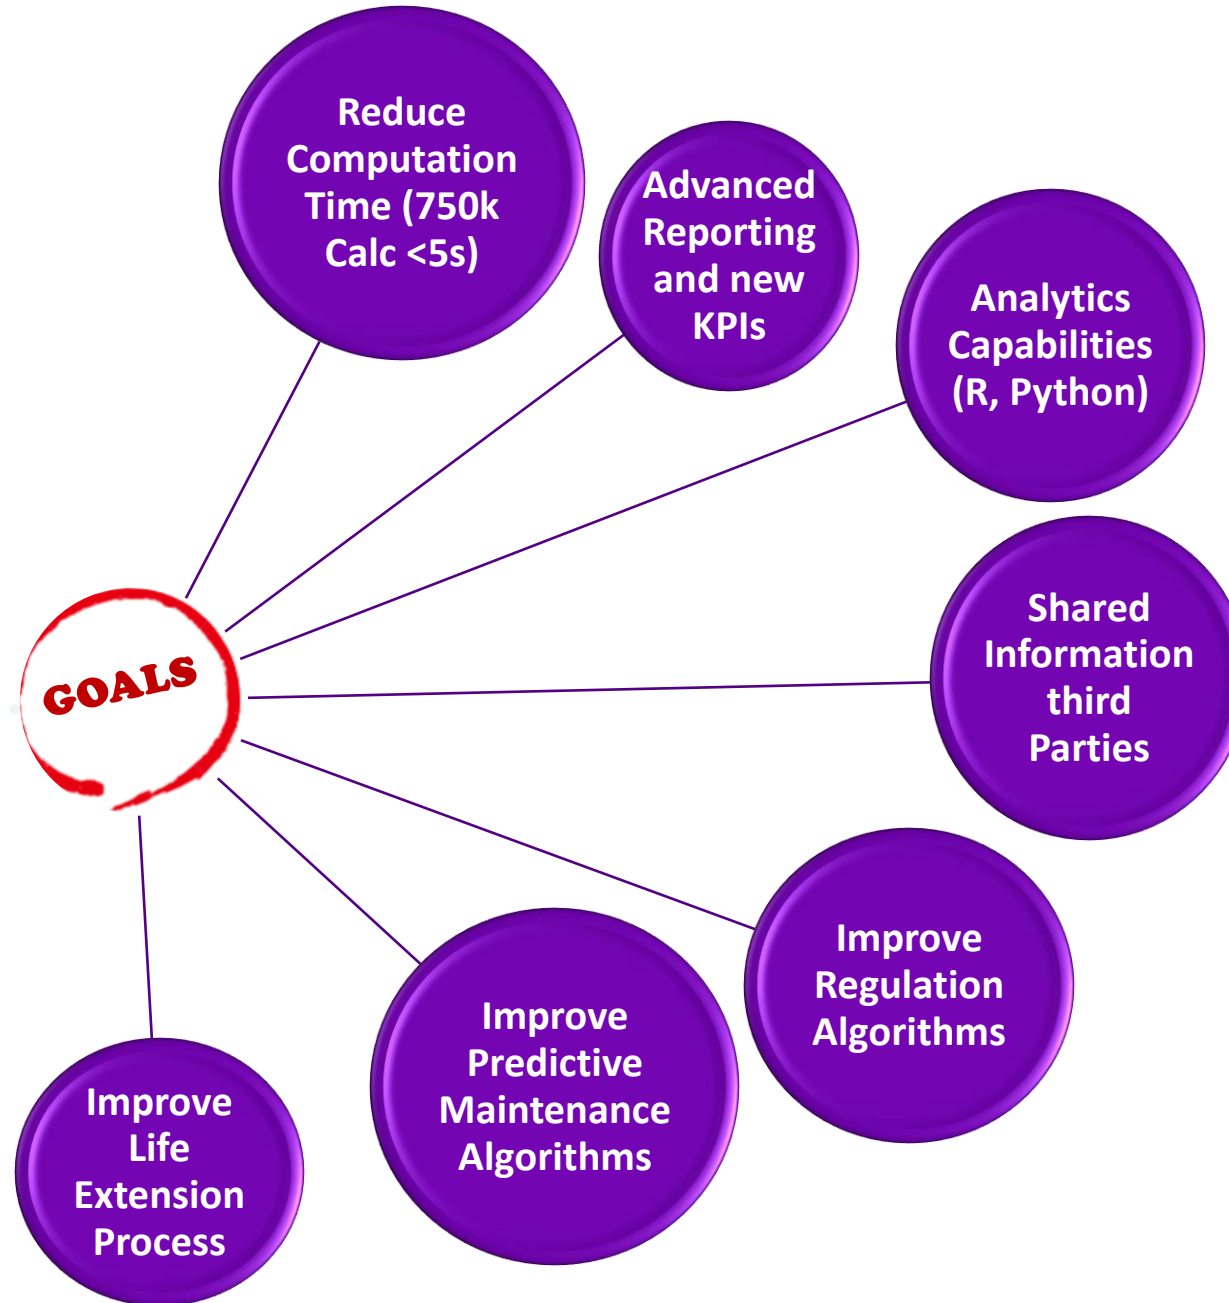 Reduce
Computation
Time (750k
Calc <5s)
Advanced
Reporting
and new
KPIs
Analytics
Capabilities
(R, Python)
Shared
Information
third
Parties
GOALS
Improve
Regulation
Algorithms
Improve
Predictive
Maintenance
Algorithms
Improve
Life
Extension
Process